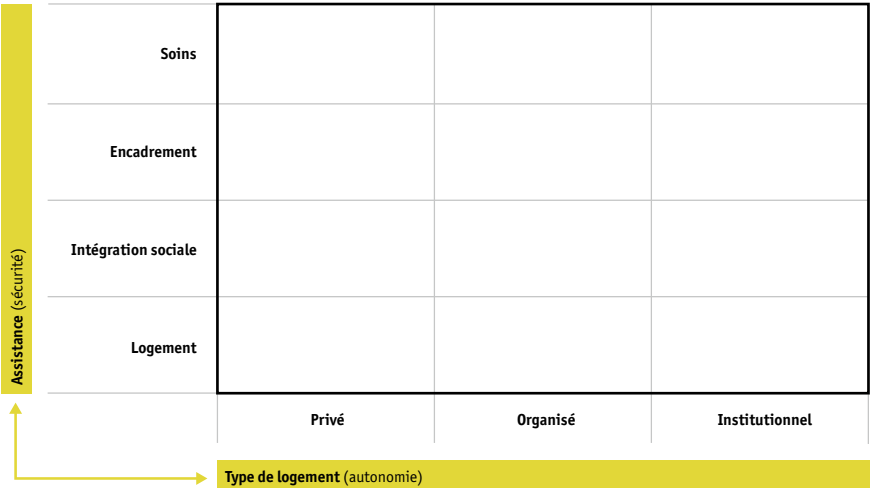 Soins
Encadrement
Intégration sociale
Logement
Assistance (sécurité)
Privé
Organisé
Institutionnel
Type de logement (autonomie)